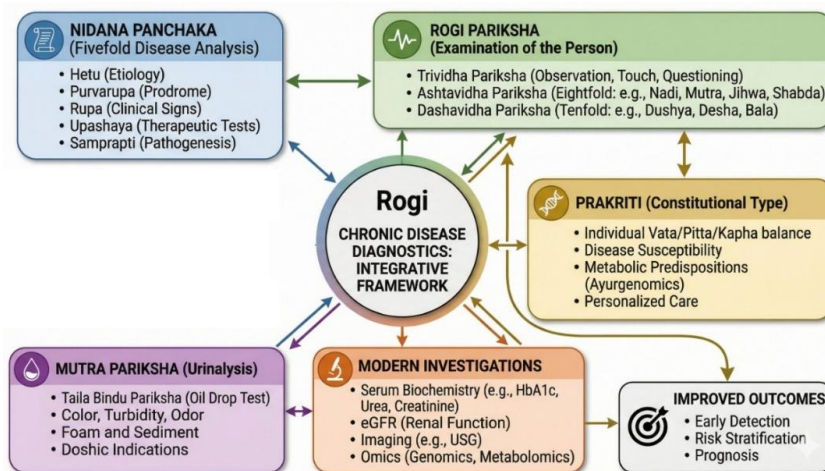 NIDANA PANCHAKA
(Fivefold Disease Analysis)
• Hetu (Etiology)
• Purvarupa (Prodrome)
• Rupa (Clinical Signs)
• Upashaya (Therapeutic Tests)
• Samprapti (Pathogenesis)
ROGI PARIKSHA
(Examination of the Person)
• Trividha Pariksha (Observation, Touch, Questioning)
• Ashtavidha Pariksha (Eightfold: e.g., Nadi, Mutra, Jihwa, Shabda)
• Dashavidha Pariksha (Tenfold: e.g., Dushya, Desha, Bala)
Rogi
CHRONIC DISEASE
DIAGNOSTICS:
INTEGRATIVE
FRAMEWORK
PRAKRITI (Constitutional Type)
• Individual Vata/Pitta/Kapha balance
• Disease Susceptibility
• Metabolic Predispositions
(Ayurgenomics)
• Personalized Care
MUTRA PARIKSHA (Urinalysis)
• Taila Bindu Pariksha (Oil Drop Test)
• Color, Turbidity, Odor
• Foam and Sediment
• Doshic Indications
MODERN INVESTIGATIONS
• Serum Biochemistry (e.g., HbA1c,
Urea, Creatinine)
• eGFR (Renal Function)
• Imaging (e.g., USG)
• Omics (Genomics, Metabolomics)
IMPROVED OUTCOMES
• Early Detection
• Risk Stratification
• Prognosis